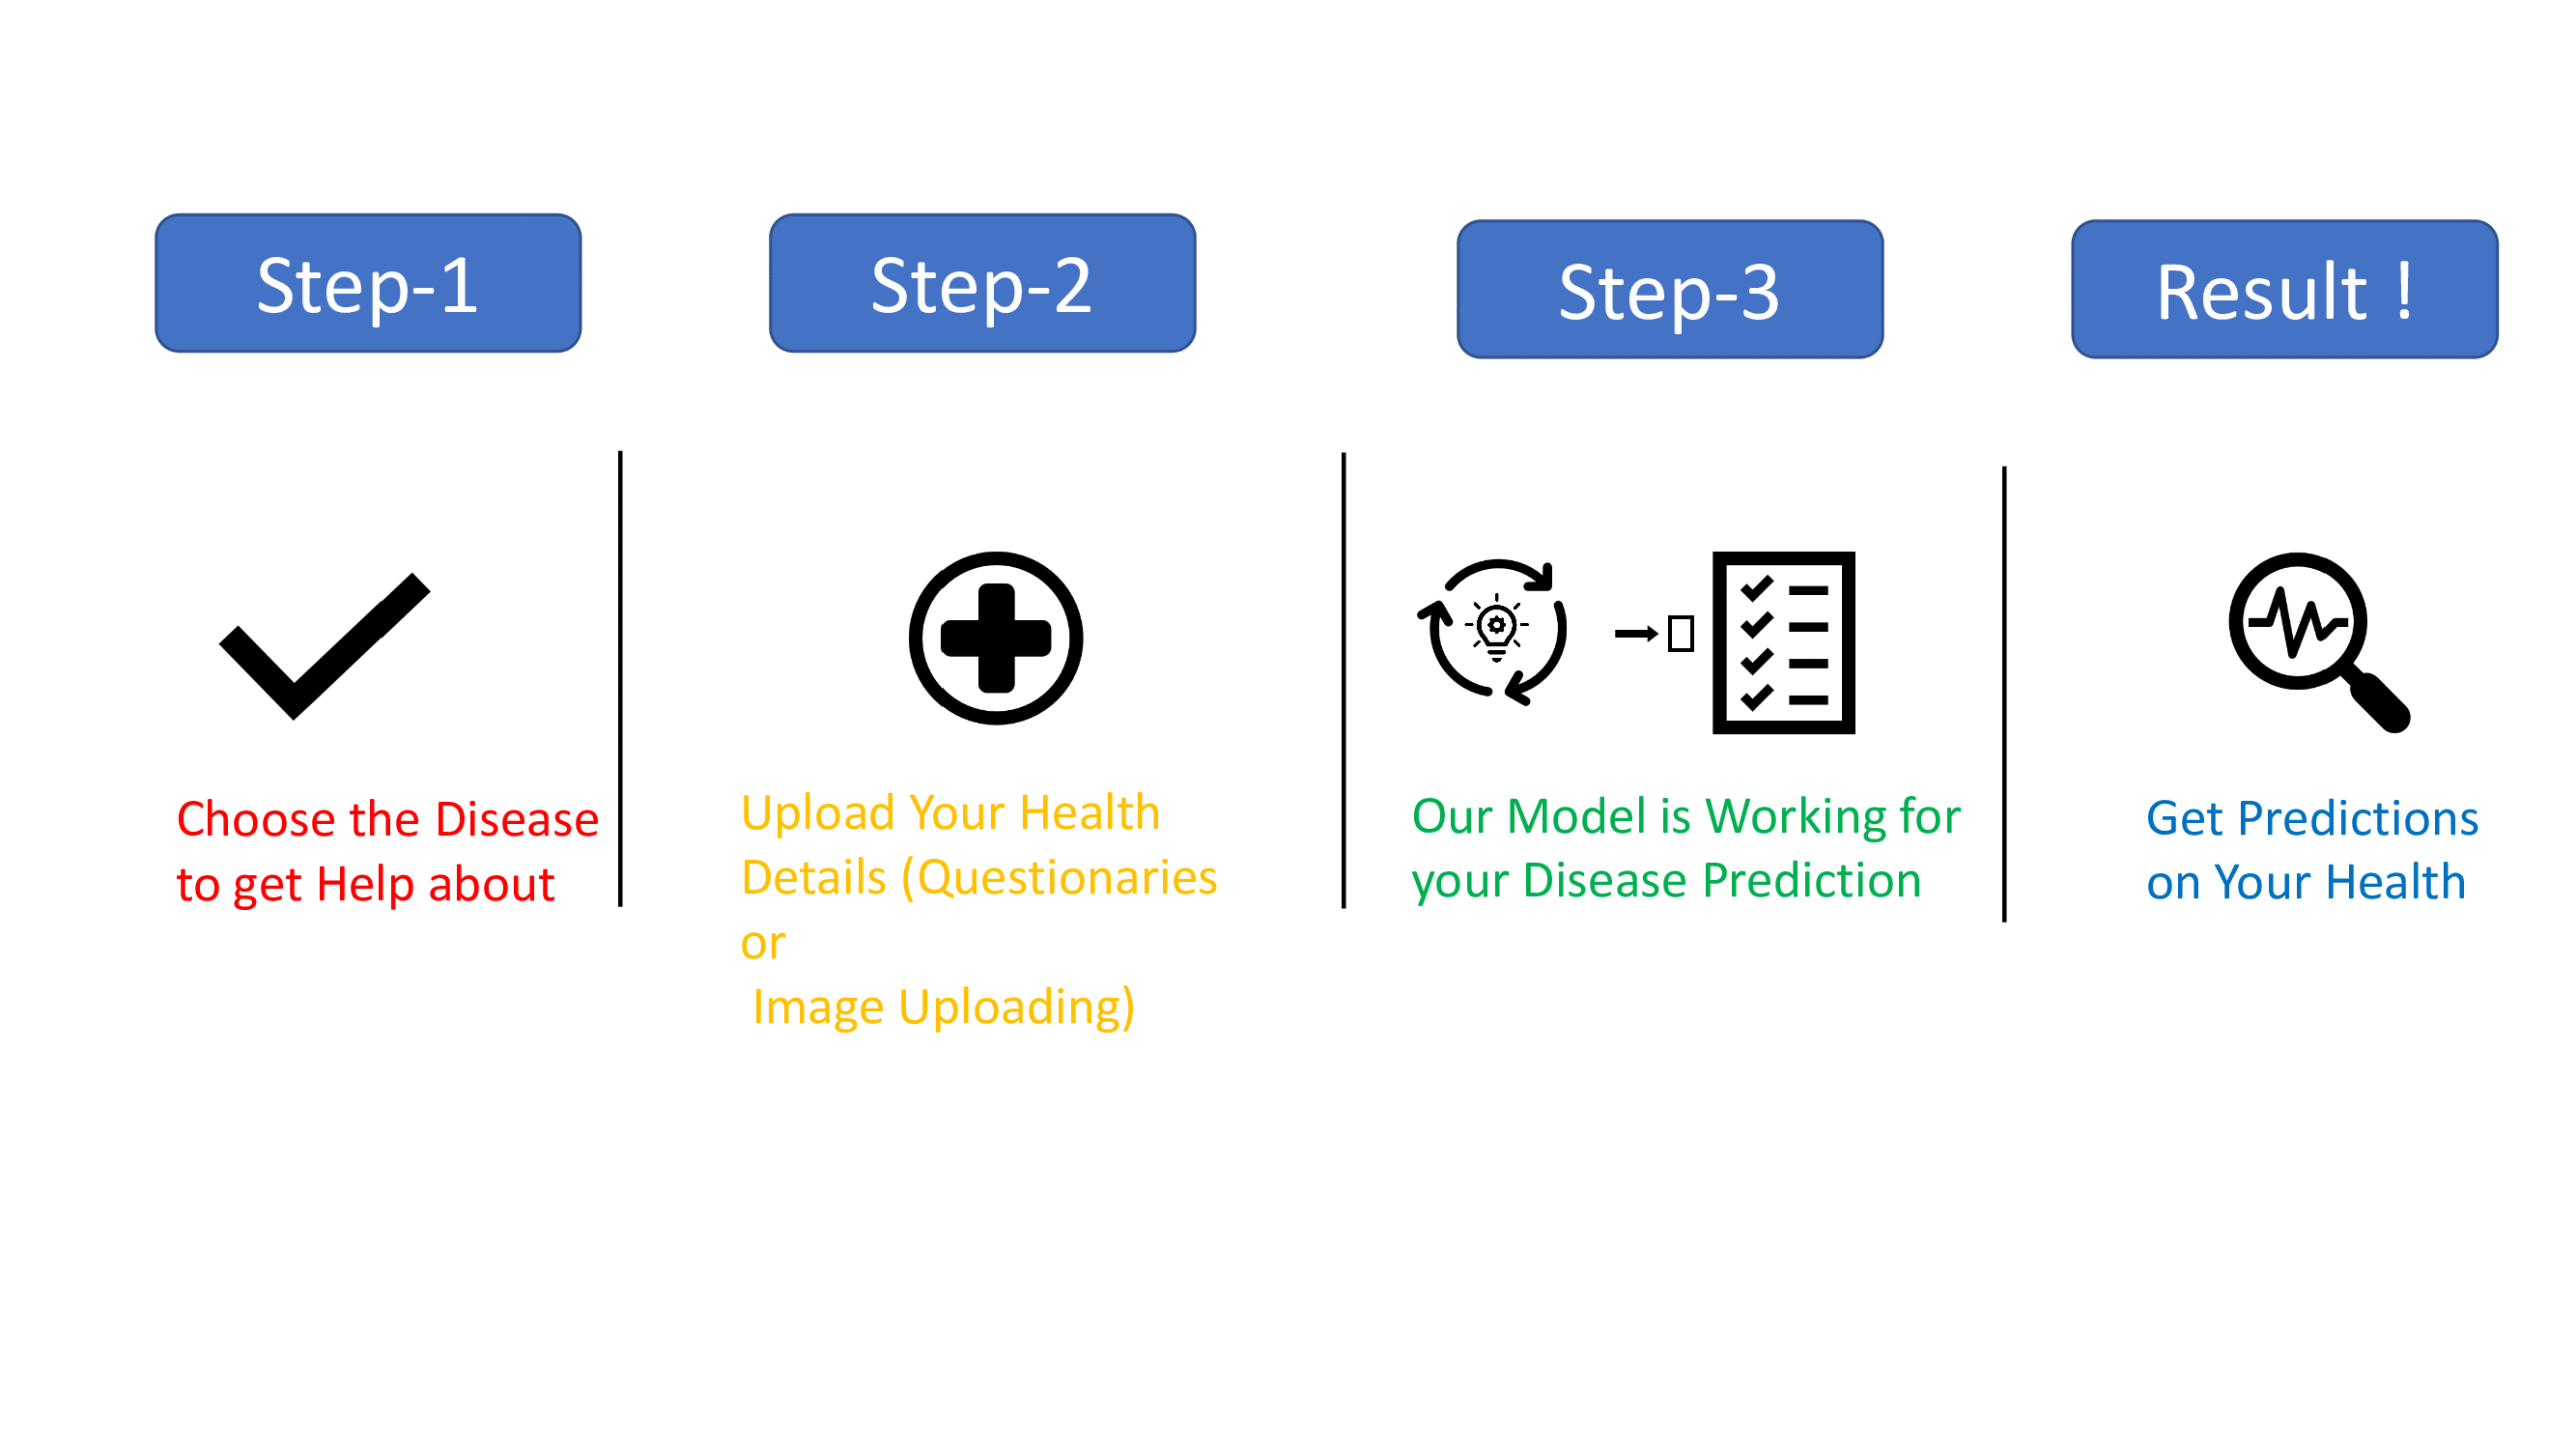 Step-1
Step-2
Step-3
Result !
Choose the Disease
to get Help about
Upload Your Health
Details (Questionaries
or
Image Uploading)
Our Model is Working for
your Disease Prediction
Get Predictions
on Your Health